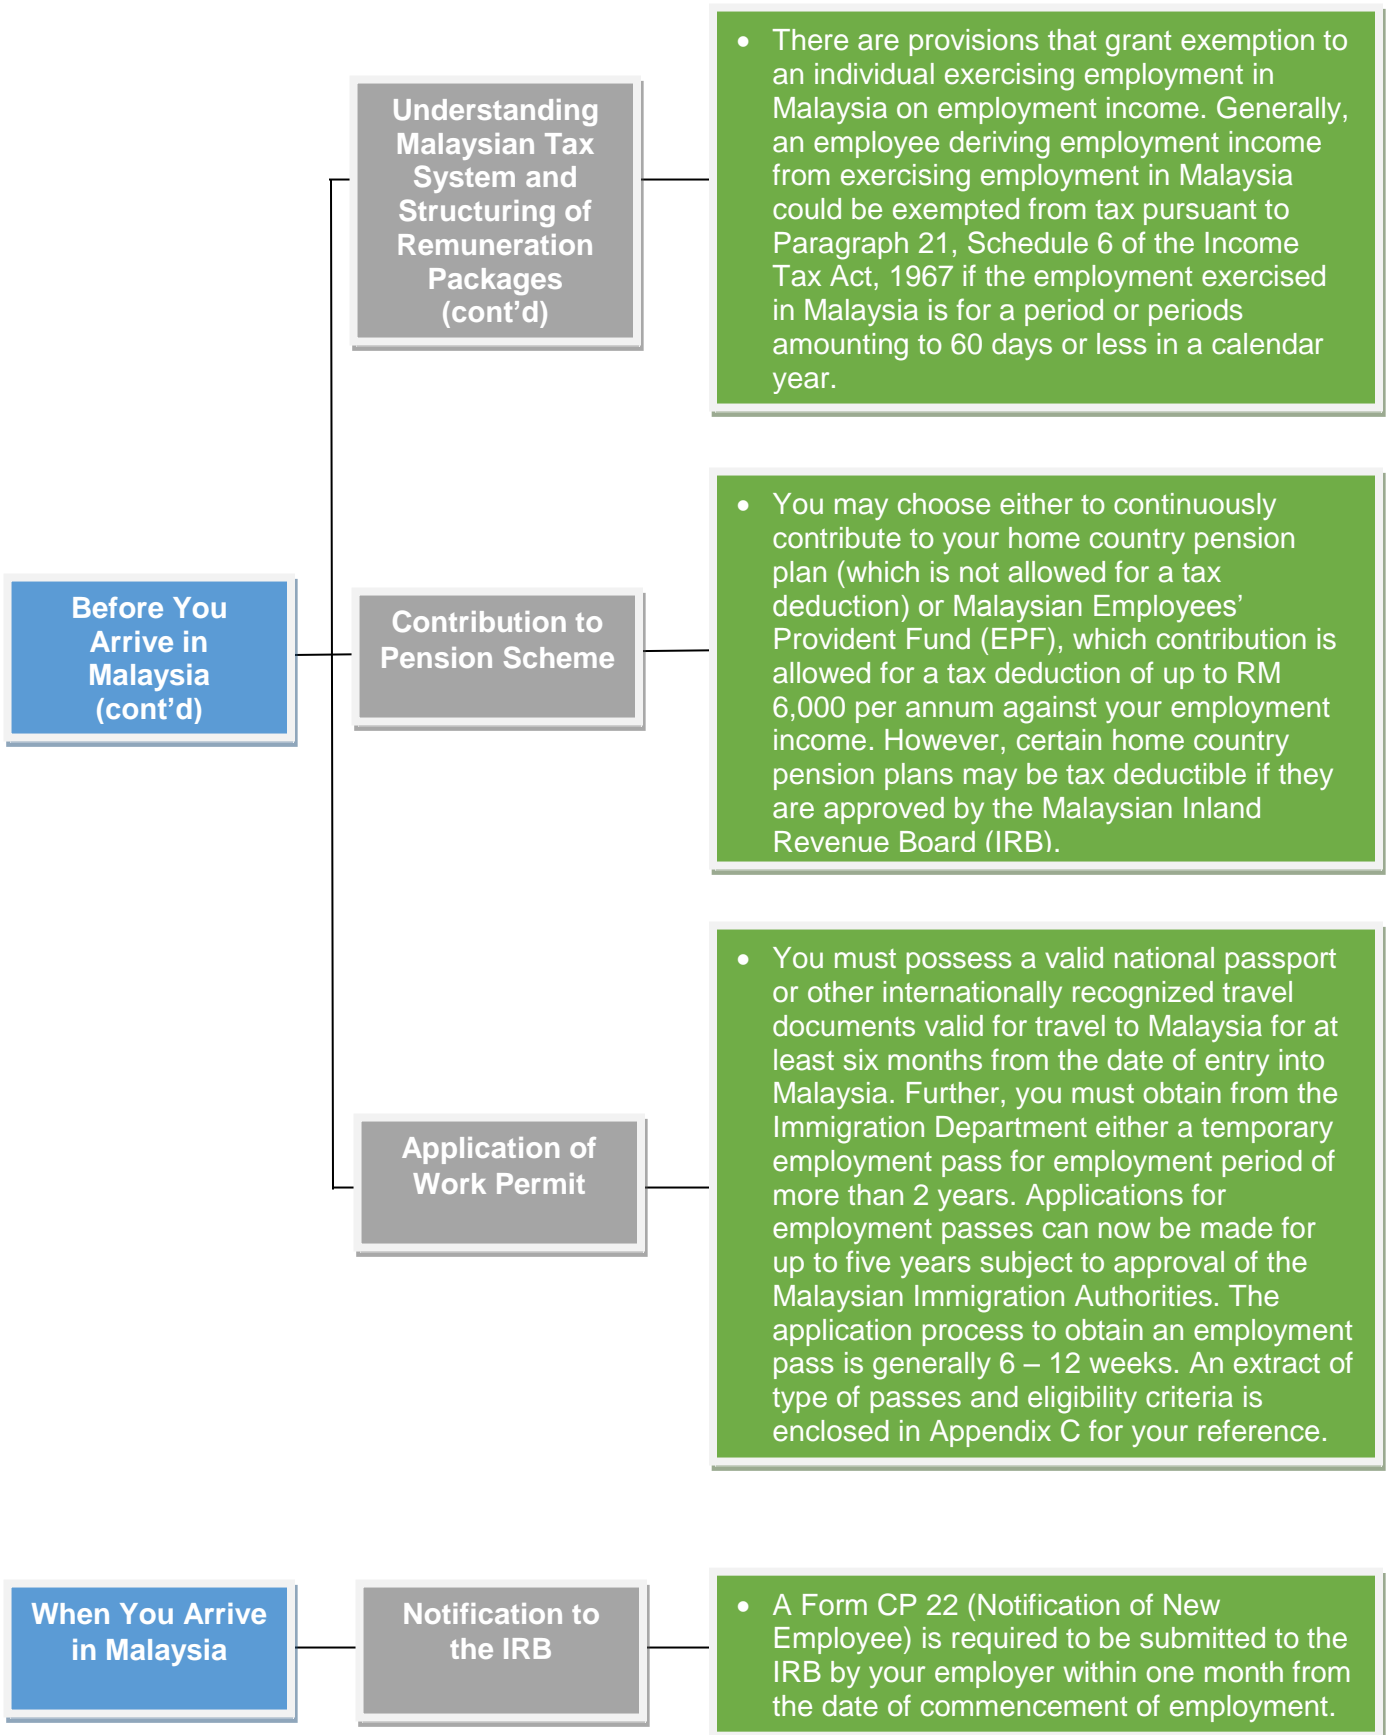 Understanding
Malaysian Tax
System and
Structuring of
Remuneration
Packages
(cont’d)
• There are provisions that grant exemption to
an individual exercising employment in
Malaysia on employment income. Generally,
an employee deriving employment income
from exercising employment in Malaysia
could be exempted from tax pursuant to
Paragraph 21, Schedule 6 of the Income
Tax Act, 1967 if the employment exercised
in Malaysia is for a period or periods
amounting to 60 days or less in a calendar
year.
Before You
Arrive in
Malaysia
(cont’d)
Contribution to
Pension Scheme
• You may choose either to continuously
contribute to your home country pension
plan (which is not allowed for a tax
deduction) or Malaysian Employees’
Provident Fund (EPF), which contribution is
allowed for a tax deduction of up to RM
6,000 per annum against your employment
income. However, certain home country
pension plans may be tax deductible if they
are approved by the Malaysian Inland
Revenue Board (IRB).
Application of
Work Permit
• You must possess a valid national passport
or other internationally recognized travel
documents valid for travel to Malaysia for at
least six months from the date of entry into
Malaysia. Further, you must obtain from the
Immigration Department either a temporary
employment pass for employment period of
more than 2 years. Applications for
employment passes can now be made for
up to five years subject to approval of the
Malaysian Immigration Authorities. The
application process to obtain an employment
pass is generally 6 – 12 weeks. An extract of
type of passes and eligibility criteria is
enclosed in Appendix C for your reference.
When You Arrive
in Malaysia
Notification to
the IRB
• A Form CP 22 (Notification of New
Employee) is required to be submitted to the
IRB by your employer within one month from
the date of commencement of employment.